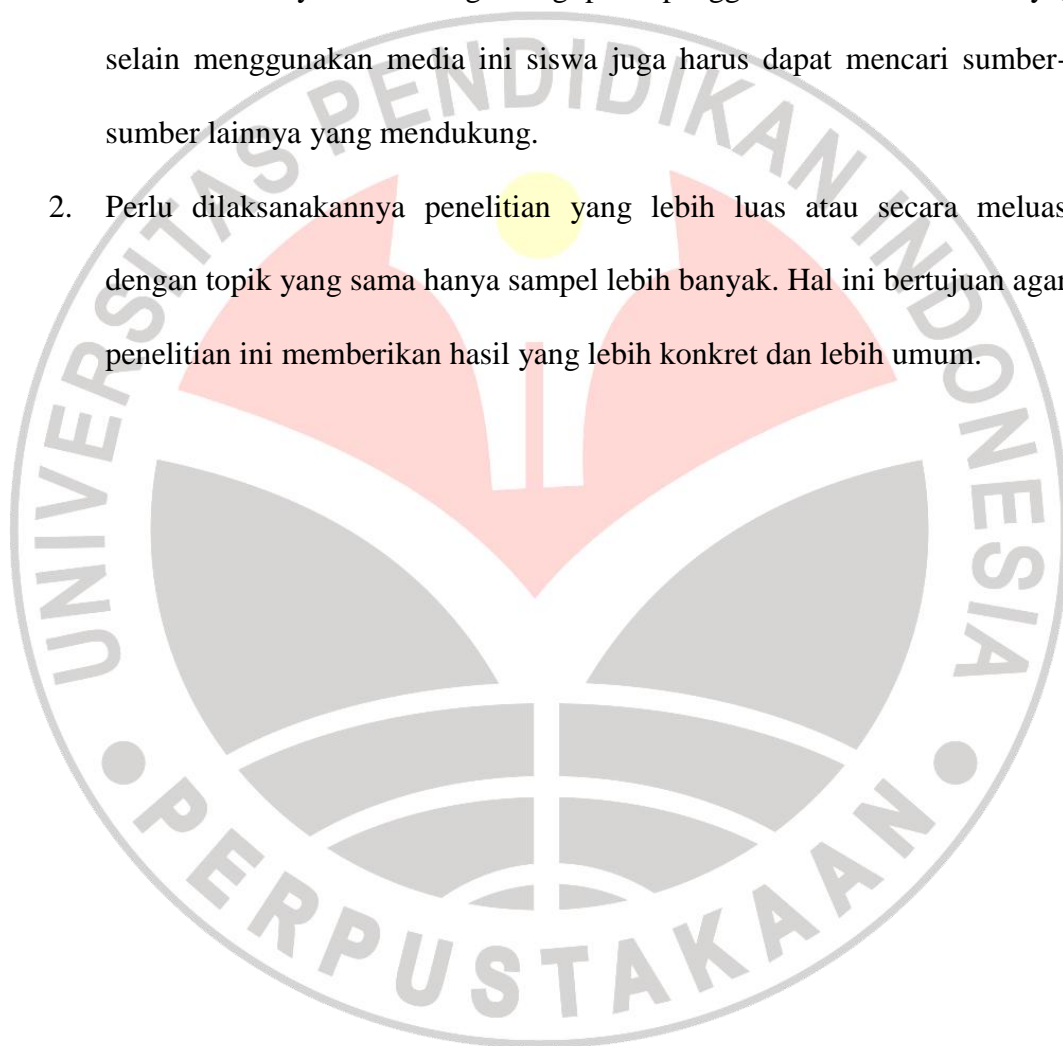 selain menggunakan media ini siswa juga harus dapat mencari sumber-
sumber lainnya yang mendukung.
2. Perlu dilaksanakannya penelitian yang lebih luas atau secara meluas
dengan topik yang sama hanya sampel lebih banyak. Hal ini bertujuan agar
penelitian ini memberikan hasil yang lebih konkret dan lebih umum.
UNIVERSITAS PENDIDIKAN INDONESIA
PERPUSTAKAAN